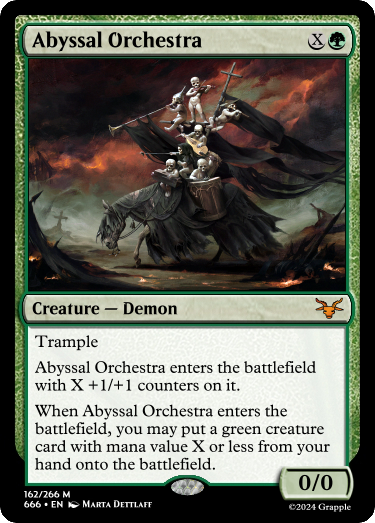 Abyssal Orchestra X
Creature — Demon
Trample
Abyssal Orchestra enters the battlefield
with X +1/+1 counters on it.
When Abyssal Orchestra enters the
battlefield, you may put a green creature
card with mana value X or less from your
hand onto the battlefield.
0/0
162/266 M
666 • EN Marta Dettlaff
©2024 Grapple